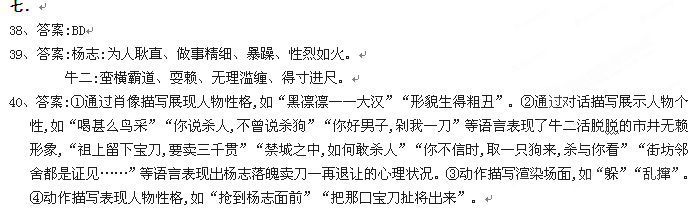 七.
38、答案:BD
39、答案:杨志:为人耿直、做事精细、暴躁、性烈如火。
牛二:蛮横霸道、耍赖、无理滋缠、得寸进尺。
40、答案:①通过肖像描写展现人物性格,如“黑凛凛一一大汉”“形貌生得粗丑”。②通过对话描写展示人物个
性,如“喝甚么鸟采”“你说杀人,不曾说杀狗”“你好男子,剁我一刀”等语言表现了牛二活脱脱的市井无赖
形象,“祖上留下宝刀,要卖三千贯”“禁城之中,如何敢杀人”“你不信时,取一只狗来,杀与你看”“街坊邻
舍都是证见……”等语言表现出杨志落魄卖刀一再退让的心理状况。③动作描写渲染场面,如“躲”“乱撺”。
④动作描写表现人物性格,如“抢到杨志面前”“把那口宝刀扯将出来”。